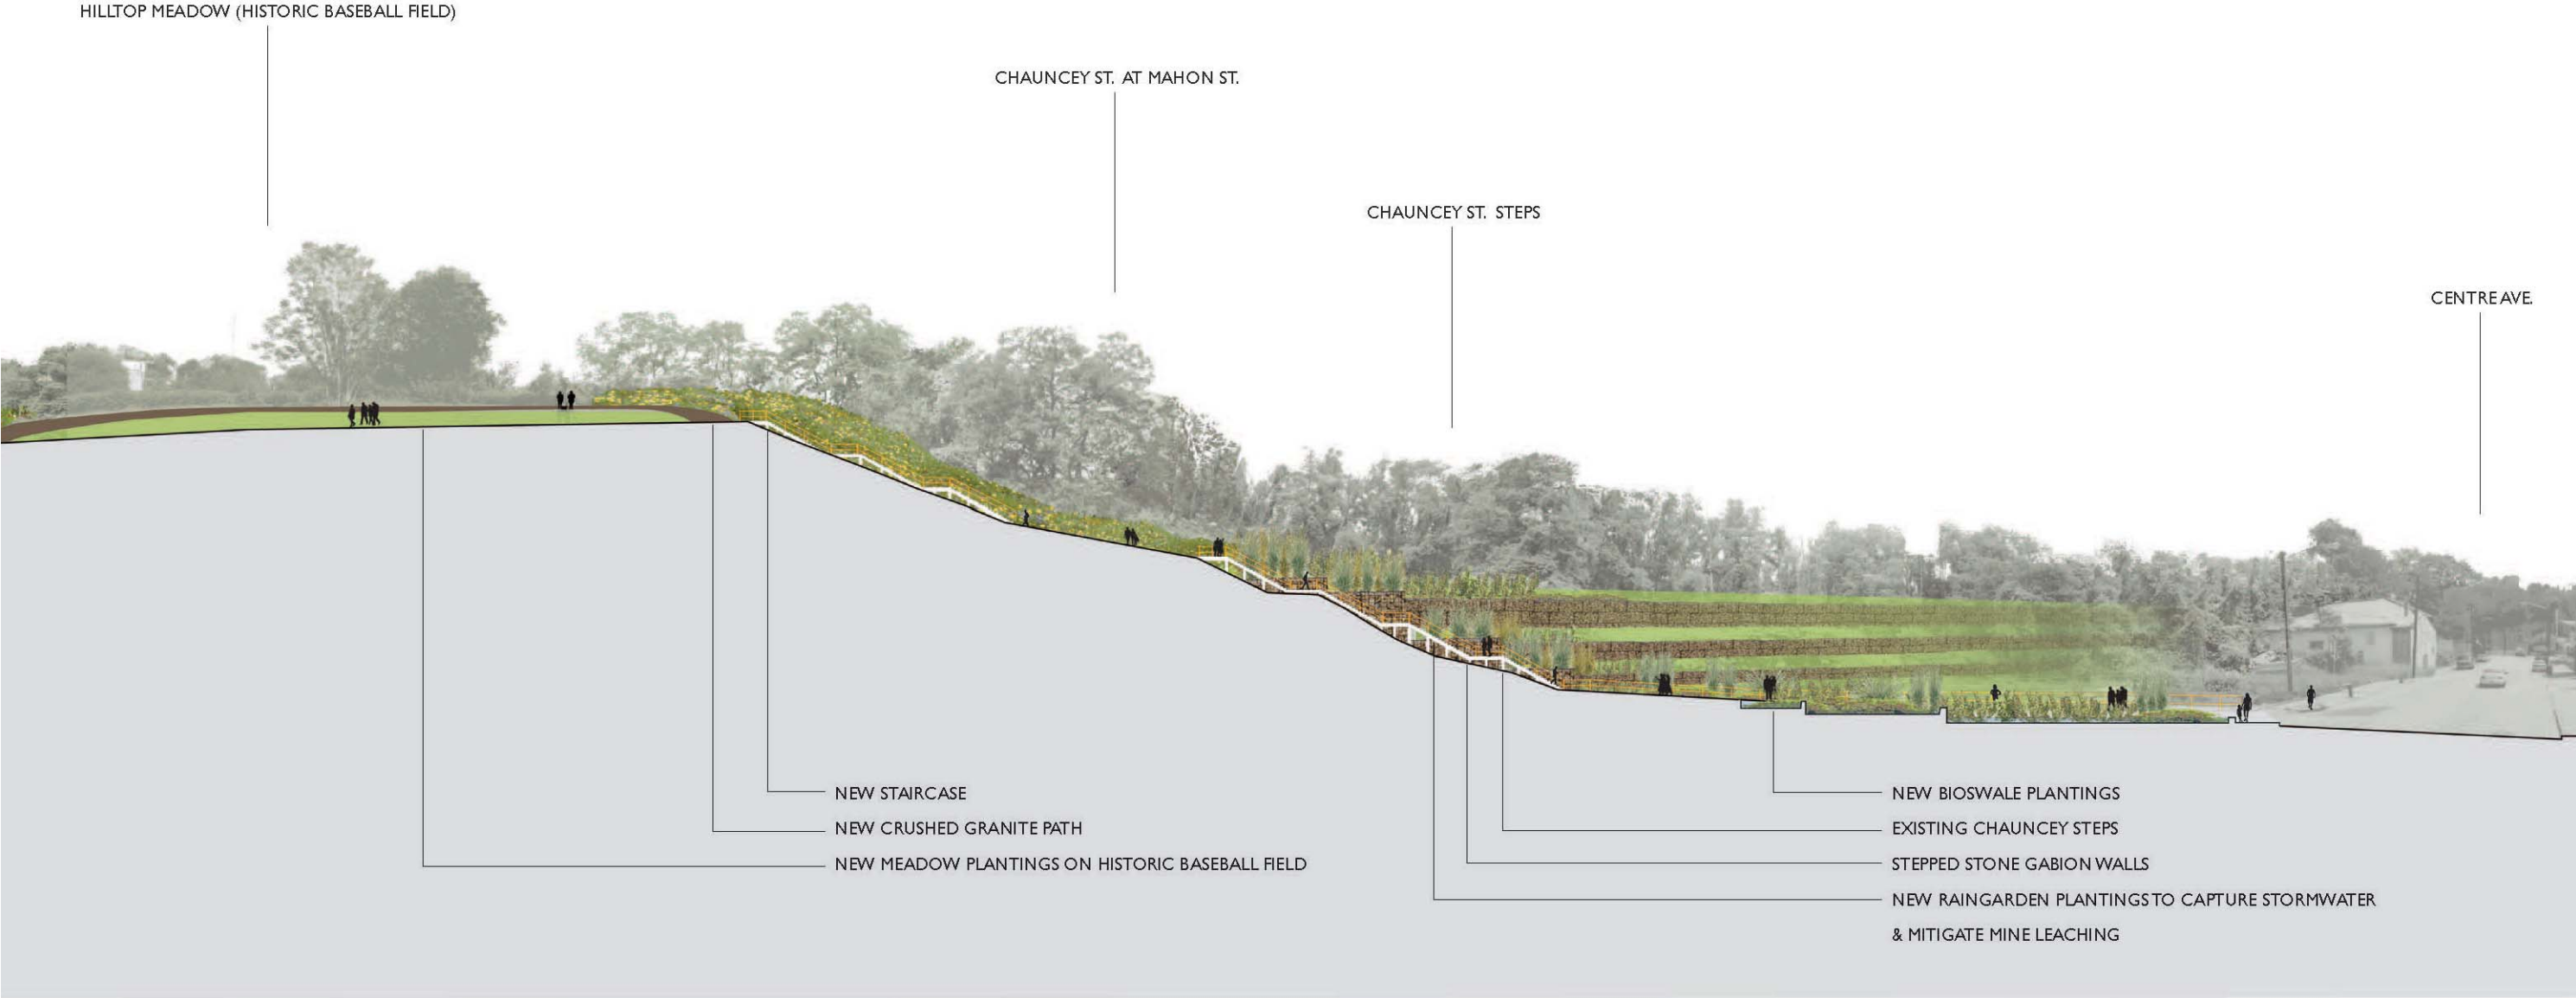 HILLTOP MEADOW (HISTORIC BASEBALL FIELD)
CHAUNCEY ST. AT MAHON ST.
CHAUNCEY ST. STEPS
CENTRE AVE.
NEW STAIRCASE
NEW CRUSHED GRANITE PATH
NEW MEADOW PLANTINGS ON HISTORIC BASEBALL FIELD
NEW BIOSWALE PLANTINGS
EXISTING CHAUNCEY STEPS
STEPPED STONE GABION WALLS
NEW RAINGARDEN PLANTINGS TO CAPTURE STORMWATER
& MITIGATE MINE LEACHING